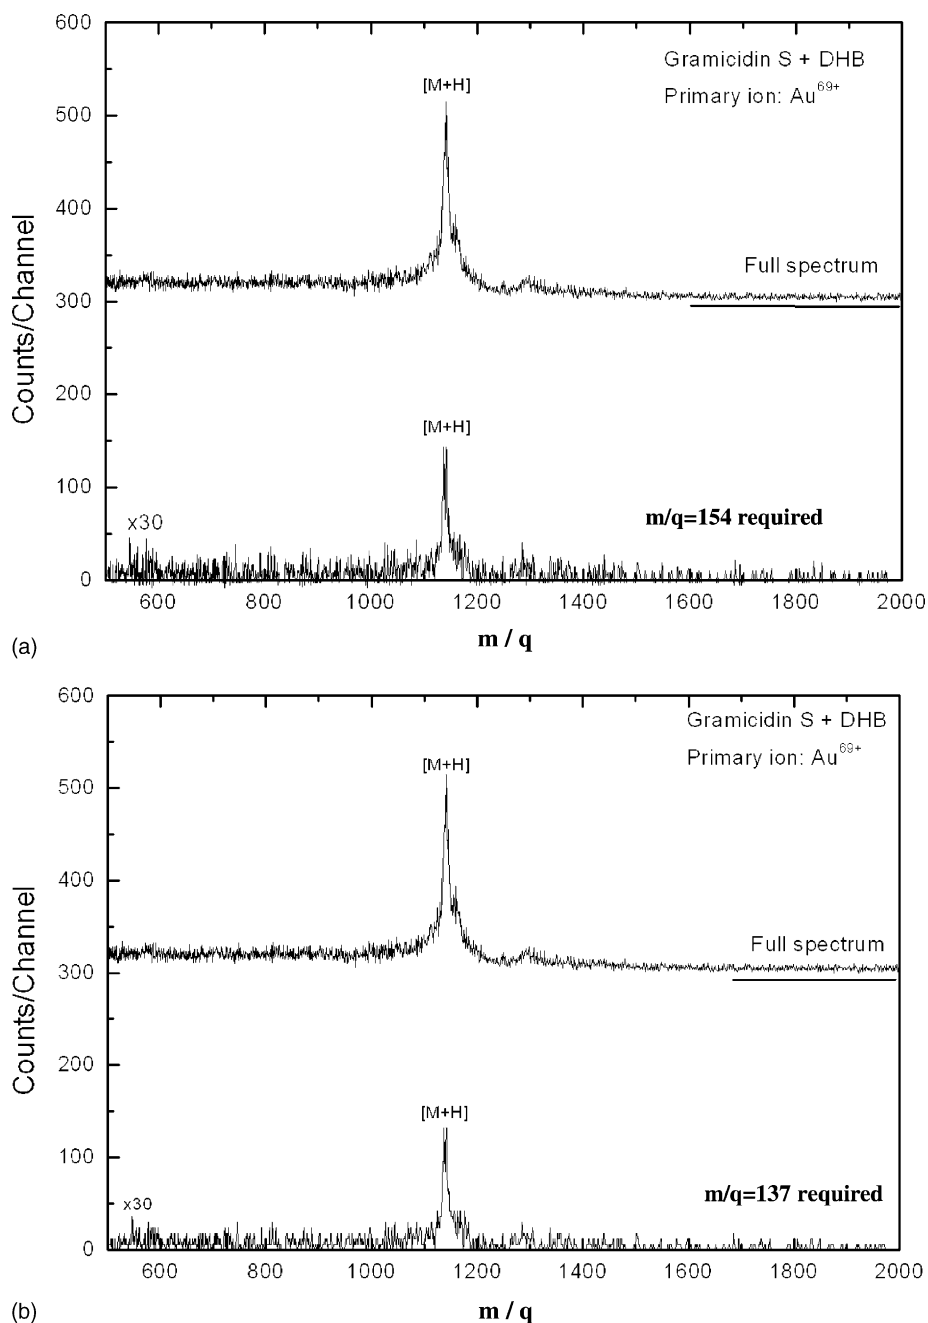 600
500
400
300
200
100
0
Counts/Channel
Gramicidin S + DHB
Primary ion: Au69+
[M+H]
Full spectrum
[M+H]
x30
m/q=154 required
600 800 1000 1200 1400 1600 1800 2000
m / q
(a)
600
500
400
300
200
100
0
Counts/Channel
Gramicidin S + DHB
Primary ion: Au69+
[M+H]
Full spectrum
[M+H]
x30
m/q=137 required
600 800 1000 1200 1400 1600 1800 2000
m / q
(b)